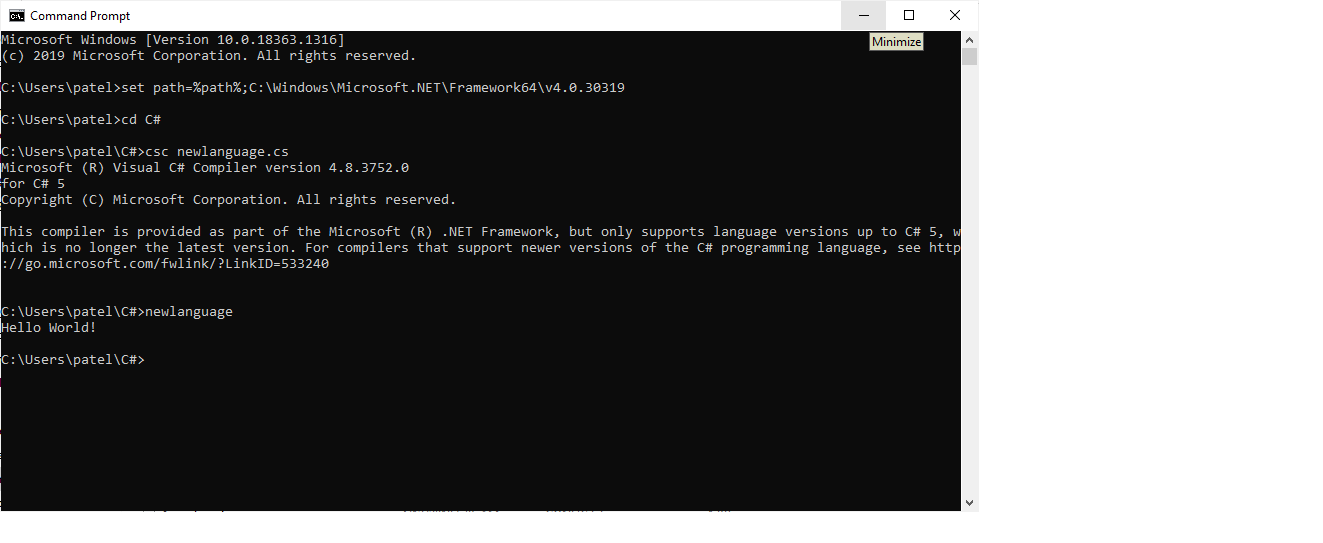 Command Prompt
Minimize
Microsoft Windows [Version 10.0.18363.1316]
(c) 2019 Microsoft Corporation. All rights reserved.
C:\Users\patel>set path=%path%;C:\Windows\Microsoft.NET\Framework64\v4.0.30319
C:\Users\patel>cd C#
C:\Users\patel\C#>csc newlanguage.cs
Microsoft (R) Visual C# Compiler version 4.8.3752.0
for C# 5
Copyright (C) Microsoft Corporation. All rights reserved.
This compiler is provided as part of the Microsoft (R) .NET Framework, but only supports language versions up to C# 5, w
hich is no longer the latest version. For compilers that support newer versions of the C# programming language, see http
://go.microsoft.com/fwlink/?LinkID=533240
C:\Users\patel\C#>newlanguage
Hello World!
C:\Users\patel\C#>